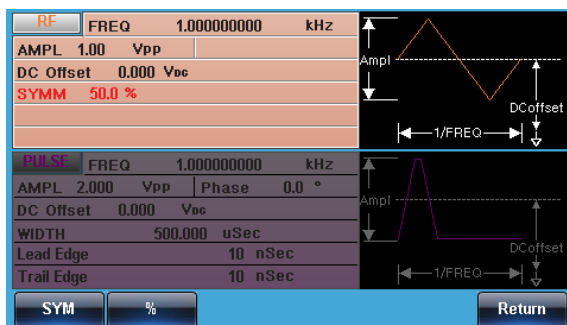 RF FREQ 1.000000000 kHz
AMPL 1.00 Vpp
DC Offset 0.000 VDC
SYMM 50.0 %
Ampl
DCoffset
1/FREQ
PULSE FREQ 1.000000000 kHz
AMPL 2.000 Vpp Phase 0.0 °
DC Offset 0.000 VDC
WIDTH 500.000 uSec
Lead Edge 10 nSec
Trail Edge 10 nSec
Ampl
DCoffset
1/FREQ
SYM % Return